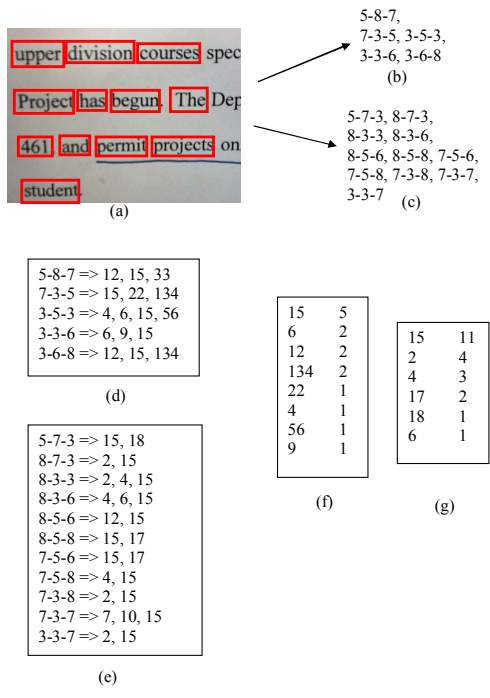 upper division courses spec
Project has begun. The Dep
461 and permit projects on
student.
(a)
5-8-7,
7-3-5, 3-5-3,
3-3-6, 3-6-8
(b)
5-7-3, 8-7-3,
8-3-3, 8-3-6,
8-5-6, 8-5-8, 7-5-6,
7-5-8, 7-3-8, 7-3-7,
3-3-7
(c)
5-8-7 => 12, 15, 33
7-3-5 => 15, 22, 134
3-5-3 => 4, 6, 15, 56
3-3-6 => 6, 9, 15
3-6-8 => 12, 15, 134
(d)
5-7-3 => 15, 18
8-7-3 => 2, 15
8-3-3 => 2, 4, 15
8-3-6 => 4, 6, 15
8-5-6 => 12, 15
8-5-8 => 15, 17
7-5-6 => 15, 17
7-5-8 => 4, 15
7-3-8 => 2, 15
7-3-7 => 7, 10, 15
3-3-7 => 2, 15
(e)
15 5
6 2
12 2
134 2
22 1
4 1
56 1
9 1
(f)
15 11
2 4
4 3
17 2
18 1
6 1
(g)